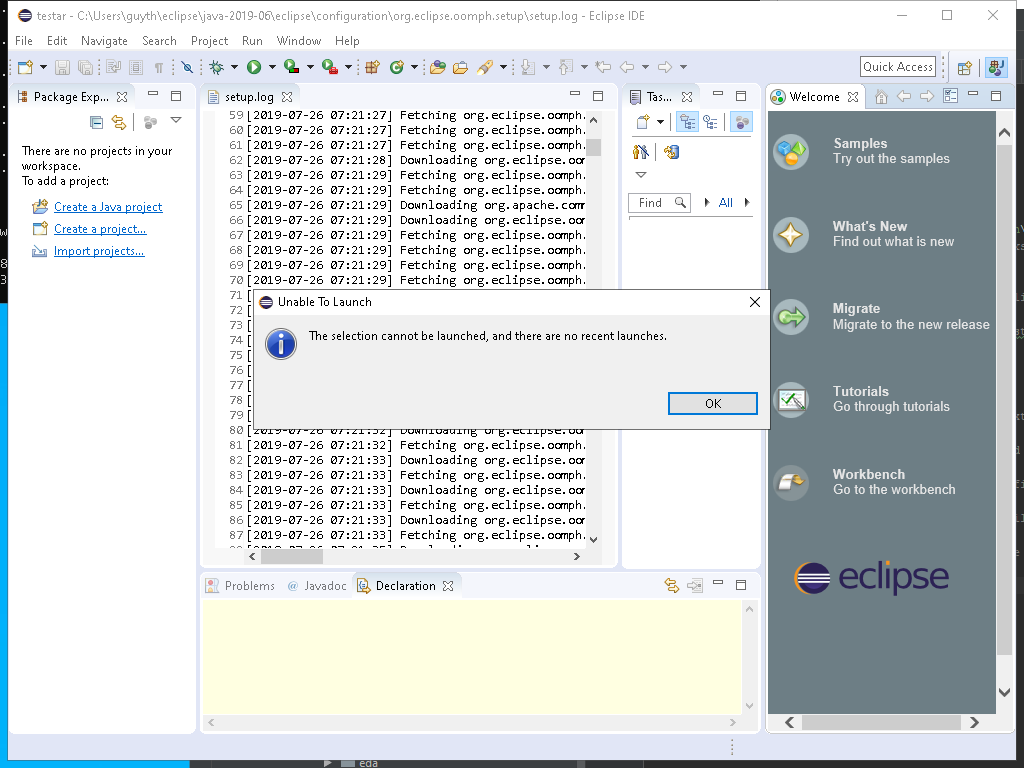 testar - C:\Users\guyth\eclipse\java-2019-06\eclipse\configuration\org.eclipse.oomph.setup\setup.log - Eclipse IDE
File Edit Navigate Search Project Run Window Help
Quick Access
Package Exp...
There are no projects in your
workspace.
To add a project:
Create a Java project
Create a project...
Import projects...
setup.log
59 [2019-07-26 07:21:27] Fetching org.eclipse.oomph.
60 [2019-07-26 07:21:27] Fetching org.eclipse.oomph.
61 [2019-07-26 07:21:27] Fetching org.eclipse.oomph.
62 [2019-07-26 07:21:28] Downloading org.eclipse.oom
63 [2019-07-26 07:21:29] Fetching org.eclipse.oomph.
64 [2019-07-26 07:21:29] Fetching org.eclipse.oomph.
65 [2019-07-26 07:21:29] Downloading org.apache.comm
66 [2019-07-26 07:21:29] Downloading org.eclipse.oom
67 [2019-07-26 07:21:29] Fetching org.eclipse.oomph.
68 [2019-07-26 07:21:29] Fetching org.eclipse.oomph.
69 [2019-07-26 07:21:29] Fetching org.eclipse.oomph.
70 [2019-07-26 07:21:29] Fetching org.eclipse.oomph.
71 [
72 [
73 [
74 [
75 [
76 [
77 [
78 [
79 [
80 [2019-07-26 07:21:32] Downloading org.eclipse.oom
81 [2019-07-26 07:21:32] Fetching org.eclipse.oomph.
82 [2019-07-26 07:21:33] Downloading org.eclipse.oom
83 [2019-07-26 07:21:33] Fetching org.eclipse.oomph.
84 [2019-07-26 07:21:33] Downloading org.eclipse.oom
85 [2019-07-26 07:21:33] Fetching org.eclipse.oomph.
86 [2019-07-26 07:21:33] Downloading org.eclipse.oom
87 [2019-07-26 07:21:33] Fetching org.eclipse.oomph.
Unable To Launch
The selection cannot be launched, and there are no recent launches.
OK
Tas...
Find
All
Welcome
Samples
Try out the samples
What's New
Find out what is new
Migrate
Migrate to the new release
Tutorials
Go through tutorials
Workbench
Go to the workbench
eclipse
Problems @ Javadoc Declaration
eda